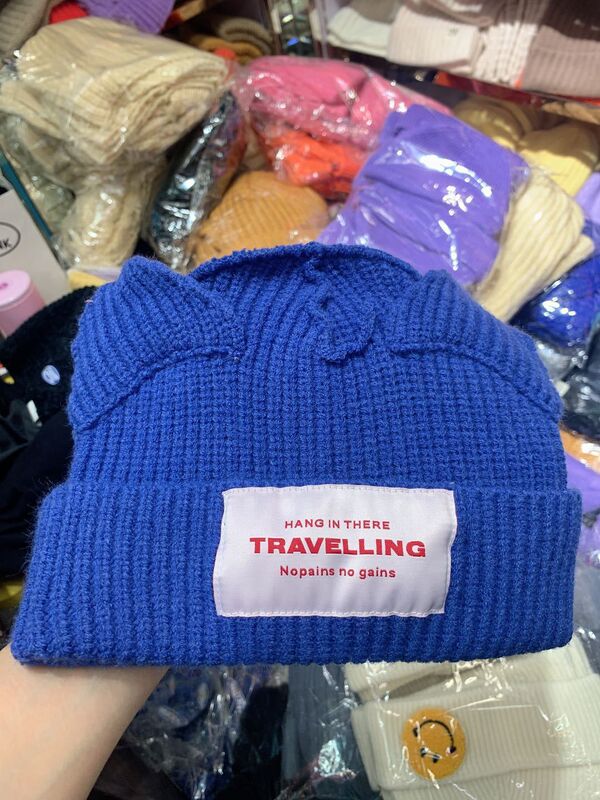 HANG IN THERE
TRAVELLING
Nopains no gains